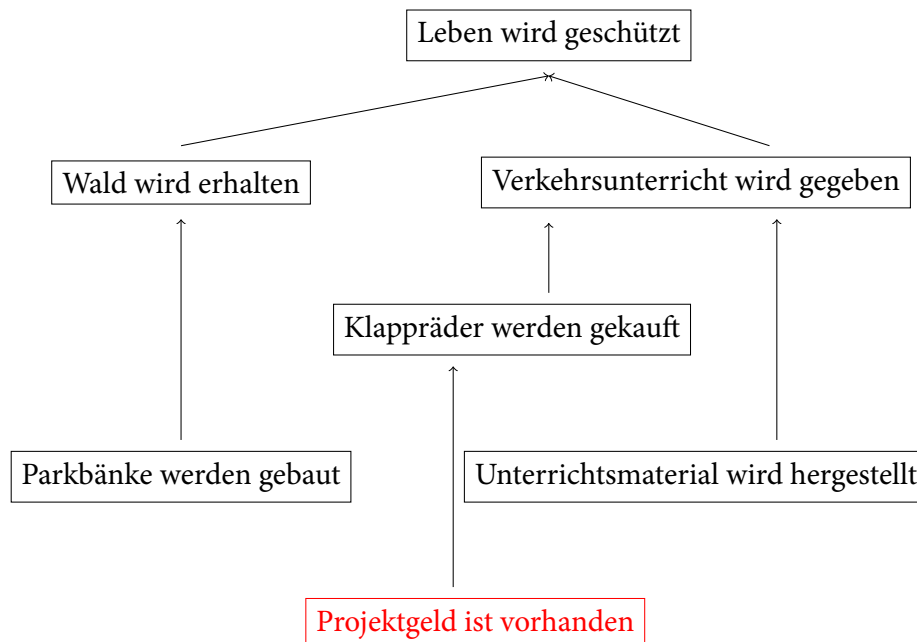 Leben wird geschützt
Wald wird erhalten
Verkehrsunterricht wird gegeben
Klappräder werden gekauft
Parkbänke werden gebaut
Unterrichtsmaterial wird hergestellt
Projektgeld ist vorhanden